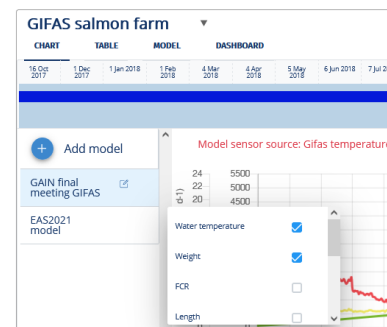 GIFAS salmon farm
CHART TABLE MODEL DASHBOARD
16 Oct 2017 1 Dec 2017 1 Jan 2018 1 Feb 2018 4 Mar 2018 4 Apr 2018 5 May 2018 6 Jun 2018 7 Jul 2
+ Add model
Model sensor source: Gifas temperature
GAIN final
meeting GIFAS
EAS2021
model
24 5500
22 5000
20 4500
d-1)
Water temperature
Weight
FCR
Length